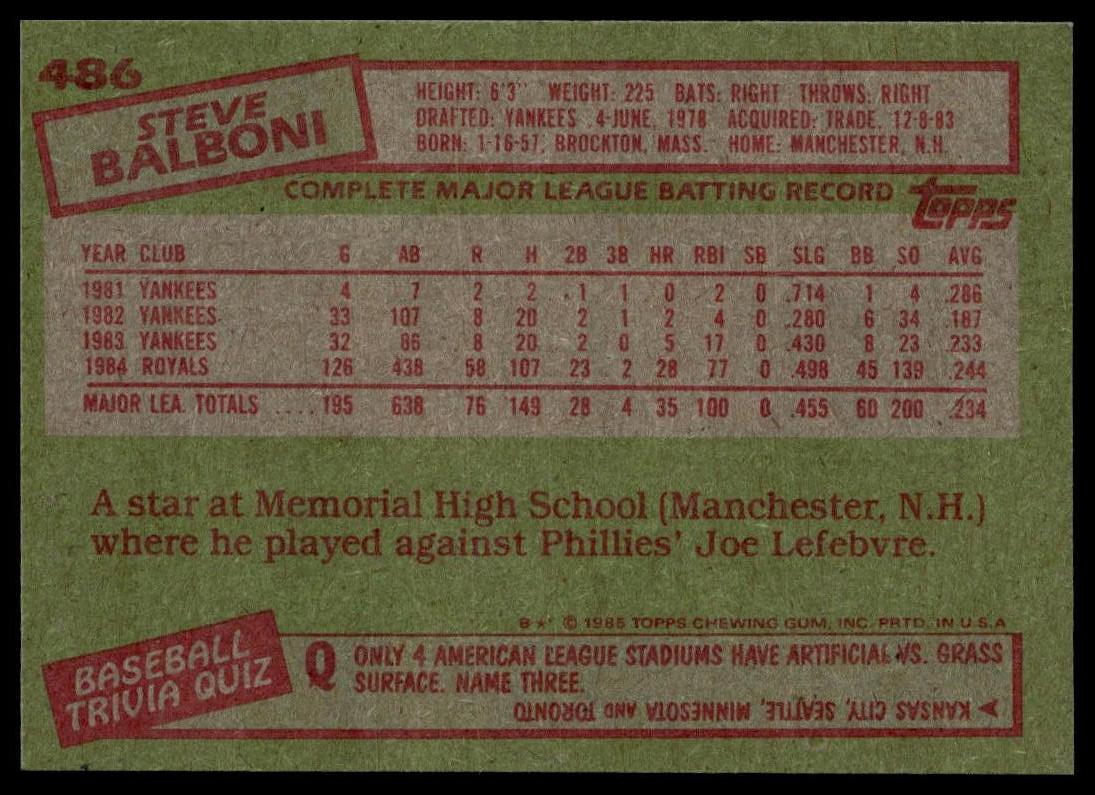 486
STEVE
BALBONI
HEIGHT: 6'3" WEIGHT: 225 BATS: RIGHT THROWS: RIGHT
DRAFTED: YANKEES 4-JUNE, 1978 ACQUIRED: TRADE, 12-8-83
BORN: 1-16-57, BROCKTON, MASS. HOME: MANCHESTER, N.H.
COMPLETE MAJOR LEAGUE BATTING RECORD
TOPPS
YEAR CLUB G AB R H 2B 3B HR RBI SB SLG BB SO AVG
1981 YANKEES 4 7 2 2 1 1 0 2 0 .714 1 4 .286
1982 YANKEES 33 107 8 20 2 1 2 4 0 .280 6 34 .187
1983 YANKEES 32 86 8 20 2 0 5 17 0 .430 8 23 .233
1984 ROYALS 126 438 58 107 23 2 28 77 0 .498 45 139 .244
MAJOR LEA. TOTALS .... 195 638 76 149 28 4 35 100 0 .455 60 200 .234
A star at Memorial High School (Manchester, N.H.)
where he played against Phillies' Joe Lefebvre.
B★ © 1985 TOPPS CHEWING GUM, INC. PRTD. IN U.S.A
BASEBALL
TRIVIA QUIZ
Q ONLY 4 AMERICAN LEAGUE STADIUMS HAVE ARTIFICIAL VS. GRASS
SURFACE. NAME THREE.
A KANSAS CITY, SEATTLE, MINNESOTA AND TORONTO